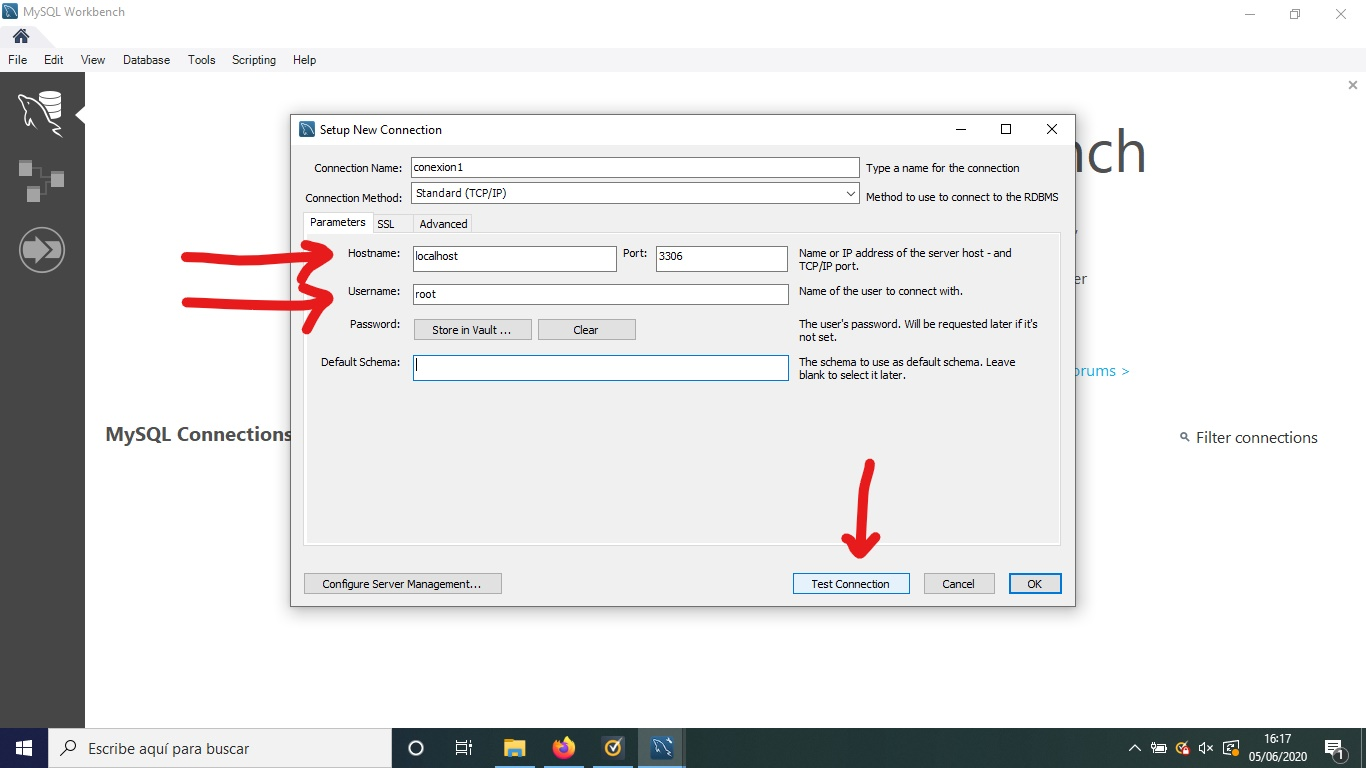 MySQL Workbench
File Edit View Database Tools Scripting Help
nch
Setup New Connection
Connection Name: conexion1 Type a name for the connection
Connection Method: Standard (TCP/IP) Method to use to connect to the RDBMS
Parameters SSL Advanced
Hostname: localhost Port: 3306 Name or IP address of the server host - and
TCP/IP port.
er
Username: root Name of the user to connect with.
Password: Store in Vault ... Clear The user's password. Will be requested later if it's
not set.
Default Schema: The schema to use as default schema. Leave
blank to select it later.
orums >
MySQL Connections
Filter connections
Configure Server Management... Test Connection Cancel OK
Escribe aquí para buscar
16:17
05/06/2020
1